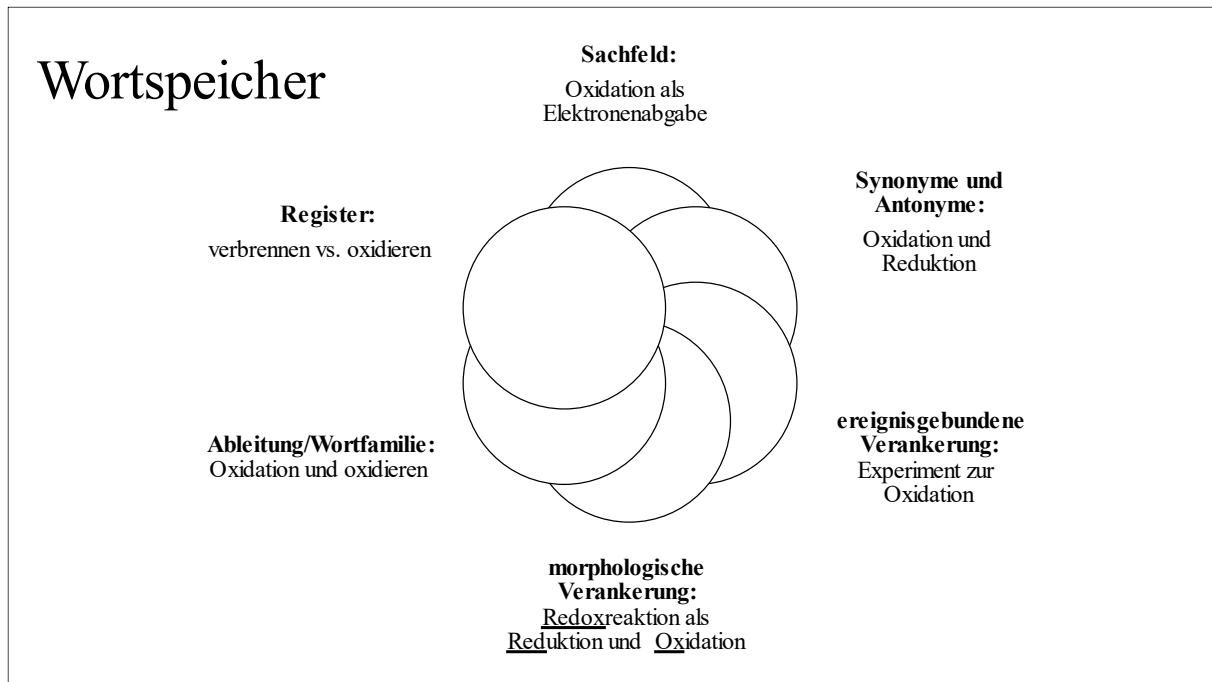 Wortspeicher
Sachfeld:
Oxidation als
Elektronenabgabe
Synonyme und
Antonyme:
Oxidation und
Reduktion
ereignisgebundene
Verankerung:
Experiment zur
Oxidation
morphologische
Verankerung:
Redoxreaktion als
Reduktion und Oxidation
Ableitung/Wortfamilie:
Oxidation und oxidieren
Register:
verbrennen vs. oxidieren